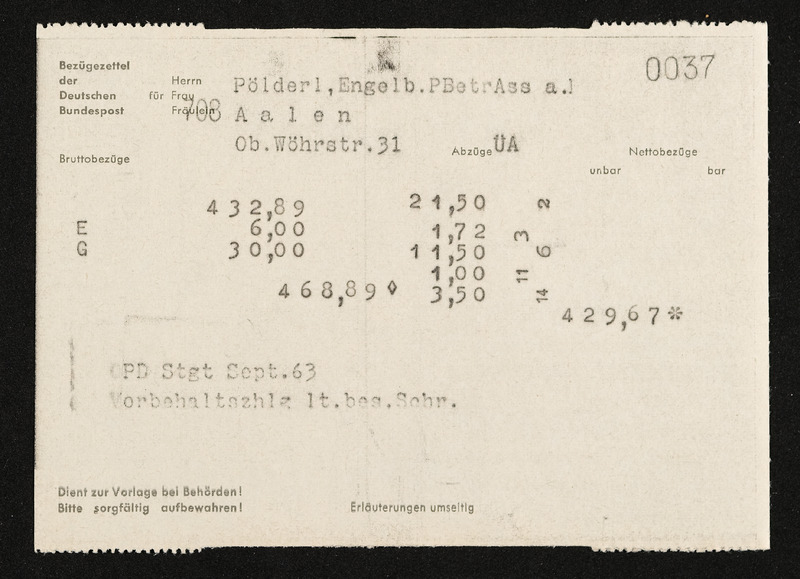 0037
Bezügezettel
der Herrn
Deutschen für Frau
Bundespost Fräulein
Pölderl,Engelb.PBetrAss a.
708 Aalen
Ob.Wöhrstr.31
Abzüge ÜA Nettobezüge
Bruttobezüge unbar bar
432,89 21,50 2
E 6,00 1,72 3
G 30,00 11,50 6
1,00 11
468,89◊ 3,50 14
429,67*
OPD Stgt Sept.63
Vorbehaltszhlg lt.bes.Schr.
Dient zur Vorlage bei Behörden!
Bitte sorgfältig aufbewahren! Erläuterungen umseitig